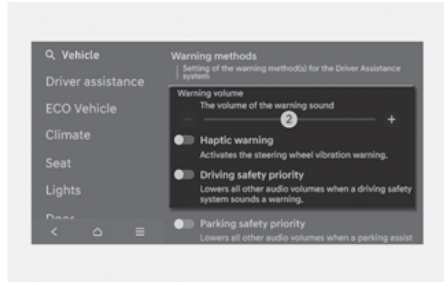 Vehicle
Driver assistance
ECO Vehicle
Climate
Seat
Lights
Door
Warning methods
Setting of the warning method(s) for the Driver Assistance
system
Warning volume
The volume of the warning sound
− 2 +
Haptic warning
Activates the steering wheel vibration warning.
Driving safety priority
Lowers all other audio volumes when a driving safety
system sounds a warning.
Parking safety priority
Lowers all other audio volumes when a parking assist